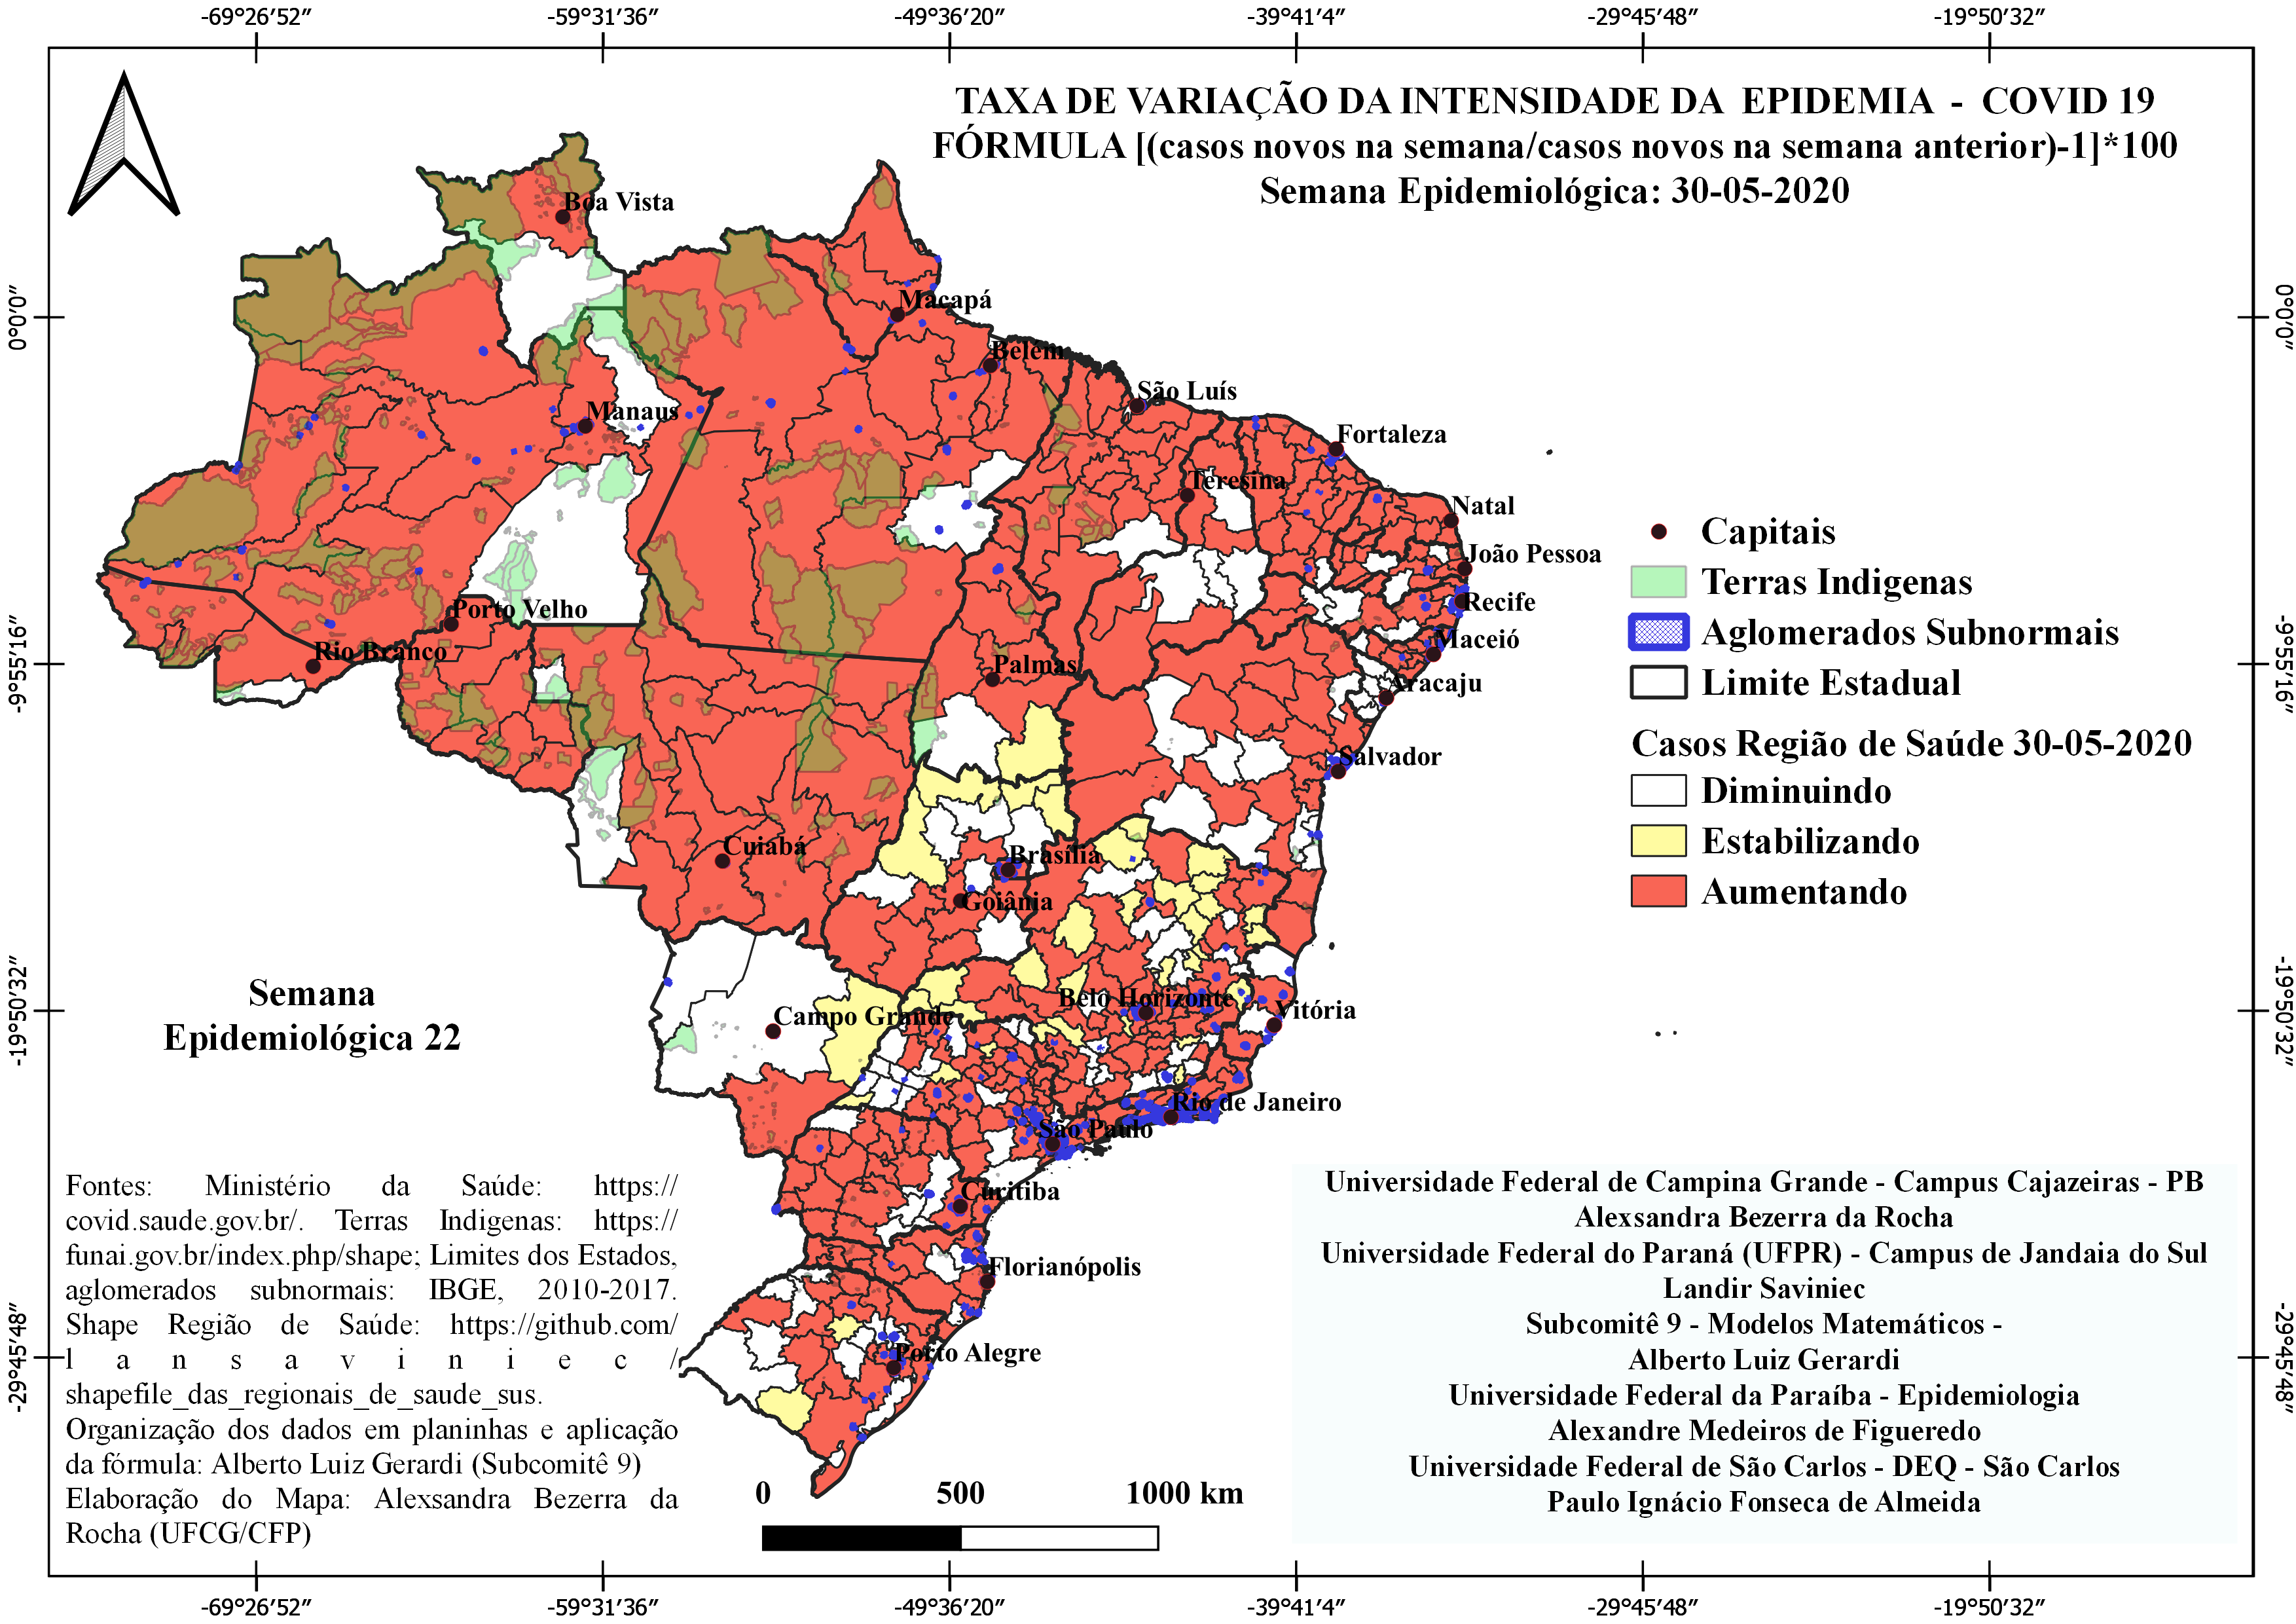 -69°26′52″ -59°31′36″ -49°36′20″ -39°41′4″ -29°45′48″ -19°50′32″
TAXA DE VARIAÇÃO DA INTENSIDADE DA EPIDEMIA - COVID 19
FÓRMULA [(casos novos na semana/casos novos na semana anterior)-1]*100
Semana Epidemiológica: 30-05-2020
Boa Vista
0°0′0″
Macapá
0°0′0″
Belém
São Luís
Manaus
Fortaleza
Teresina
Natal
João Pessoa
Porto Velho
Recife
Maceió
Rio Branco
-9°55′16″
Palmas
-9°55′16″
Aracaju
Salvador
Cuiabá
Brasília
Goiânia
Capitais
Terras Indigenas
Aglomerados Subnormais
Limite Estadual
Casos Região de Saúde 30-05-2020
Diminuindo
Estabilizando
Aumentando
Semana
Epidemiológica 22
-19°50′32″
Belo Horizonte
Vitória
Campo Grande
-19°50′32″
Rio de Janeiro
São Paulo
Curitiba
Florianópolis
Porto Alegre
-29°45′48″
-29°45′48″
Fontes: Ministério da Saúde: https://
covid.saude.gov.br/. Terras Indigenas: https://
funai.gov.br/index.php/shape; Limites dos Estados,
aglomerados subnormais: IBGE, 2010-2017.
Shape Região de Saúde: https://github.com/
l a n s a v i n i e c /
shapefile_das_regionais_de_saude_sus.
Organização dos dados em planinhas e aplicação
da fórmula: Alberto Luiz Gerardi (Subcomitê 9)
Elaboração do Mapa: Alexsandra Bezerra da
Rocha (UFCG/CFP)
0 500 1000 km
Universidade Federal de Campina Grande - Campus Cajazeiras - PB
Alexsandra Bezerra da Rocha
Universidade Federal do Paraná (UFPR) - Campus de Jandaia do Sul
Landir Saviniec
Subcomitê 9 - Modelos Matemáticos -
Alberto Luiz Gerardi
Universidade Federal da Paraíba - Epidemiologia
Alexandre Medeiros de Figueredo
Universidade Federal de São Carlos - DEQ - São Carlos
Paulo Ignácio Fonseca de Almeida
-69°26′52″ -59°31′36″ -49°36′20″ -39°41′4″ -29°45′48″ -19°50′32″